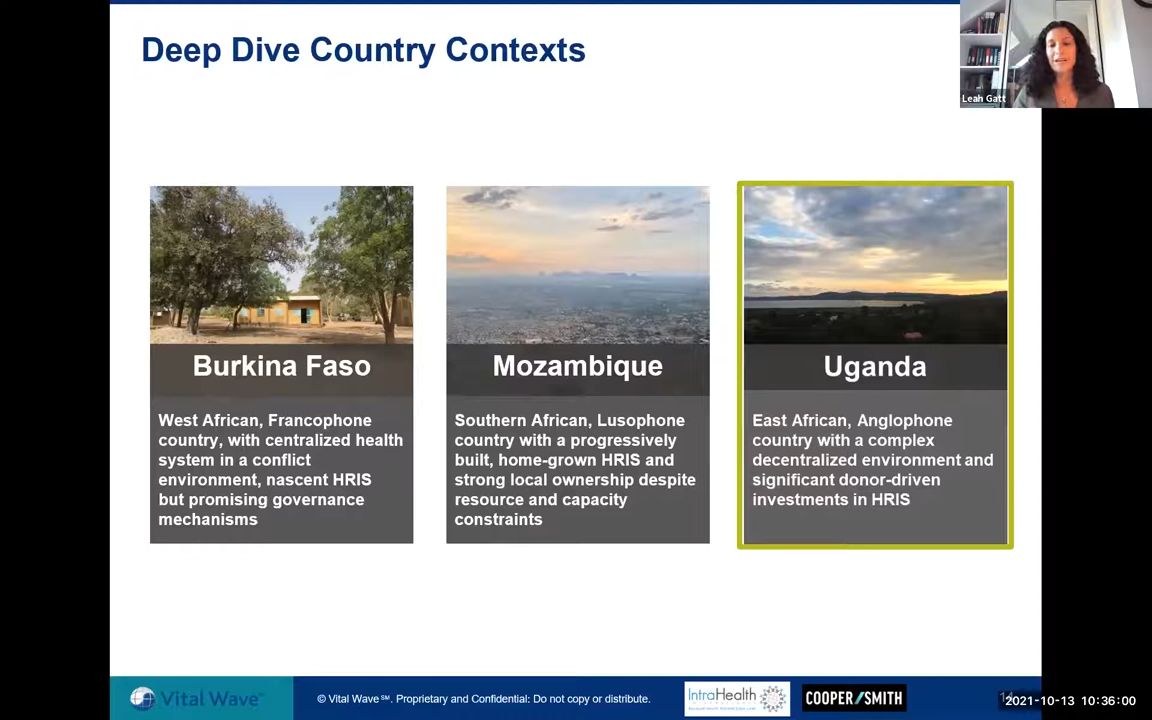 Deep Dive Country Contexts
Leah Gatt
Burkina Faso
West African, Francophone
country, with centralized health
system in a conflict
environment, nascent HRIS
but promising governance
mechanisms
Mozambique
Southern African, Lusophone
country with a progressively
built, home-grown HRIS and
strong local ownership despite
resource and capacity
constraints
Uganda
East African, Anglophone
country with a complex
decentralized environment and
significant donor-driven
investments in HRIS
Vital Wave
© Vital Wave℠. Proprietary and Confidential: Do not copy or distribute.
IntraHealth
COOPER/SMITH
2021-10-13 10:36:00